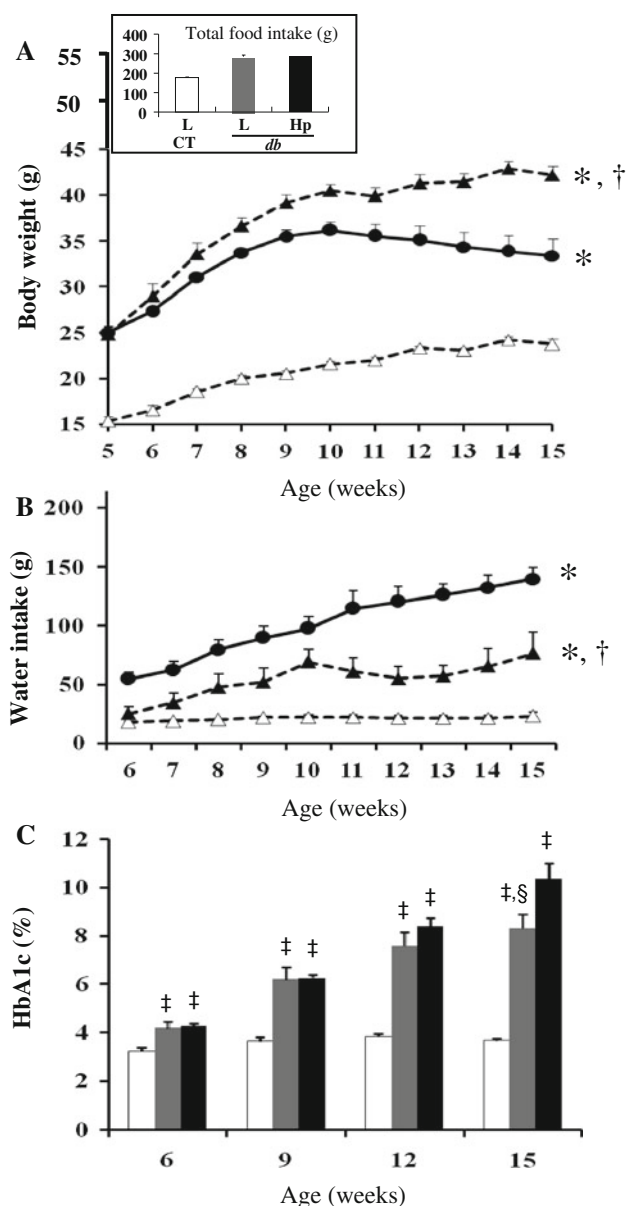 A
Total food intake (g)
400
300
200
100
0
L
L
Hp
CT
db
55
50
45
40
35
30
25
20
15
Body weight (g)
*, †
*
5 6 7 8 9 10 11 12 13 14 15
Age (weeks)
B
200
150
100
50
0
Water intake (g)
*
*, †
6 7 8 9 10 11 12 13 14 15
Age (weeks)
C
12
10
8
6
4
2
0
HbA1c (%)
‡ ‡
‡ ‡
‡ ‡
‡,§ ‡
6 9 12 15
Age (weeks)